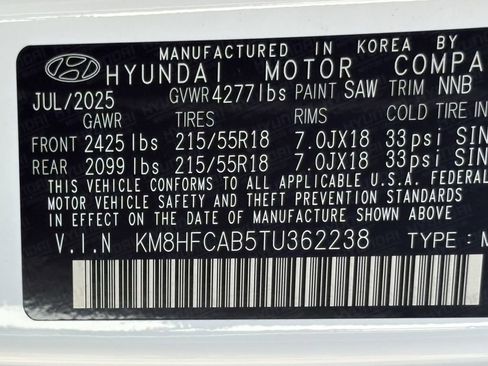 MANUFACTURED IN KOREA BY
HYUNDAI MOTOR COMPA
JUL/2025 GVWR 4277lbs PAINT SAW TRIM NNB
GAWR TIRES RIMS COLD TIRE IN
FRONT 2425lbs 215/55R18 7.0JX18 33psi SIN
REAR 2099lbs 215/55R18 7.0JX18 33psi SIN
THIS VEHICLE CONFORMS TO ALL APPLICABLE U.S.A. FEDERAL
MOTOR VEHICLE SAFETY AND THEFT PREVENTION STANDARDS
IN EFFECT ON THE DATE OF MANUFACTURE SHOWN ABOVE.
V.I.N KM8HFCAB5TU362238 TYPE: M